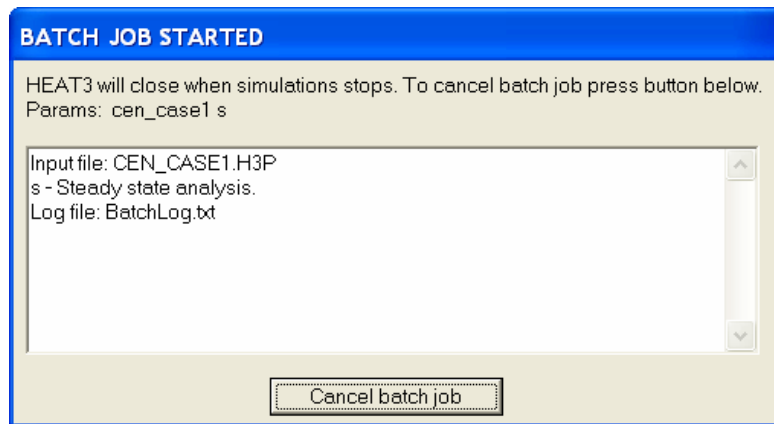 BATCH JOB STARTED
HEAT3 will close when simulations stops. To cancel batch job press button below.
Params: cen_case1 s
Input file: CEN_CASE1.H3P
s - Steady state analysis.
Log file: BatchLog.txt
Cancel batch job